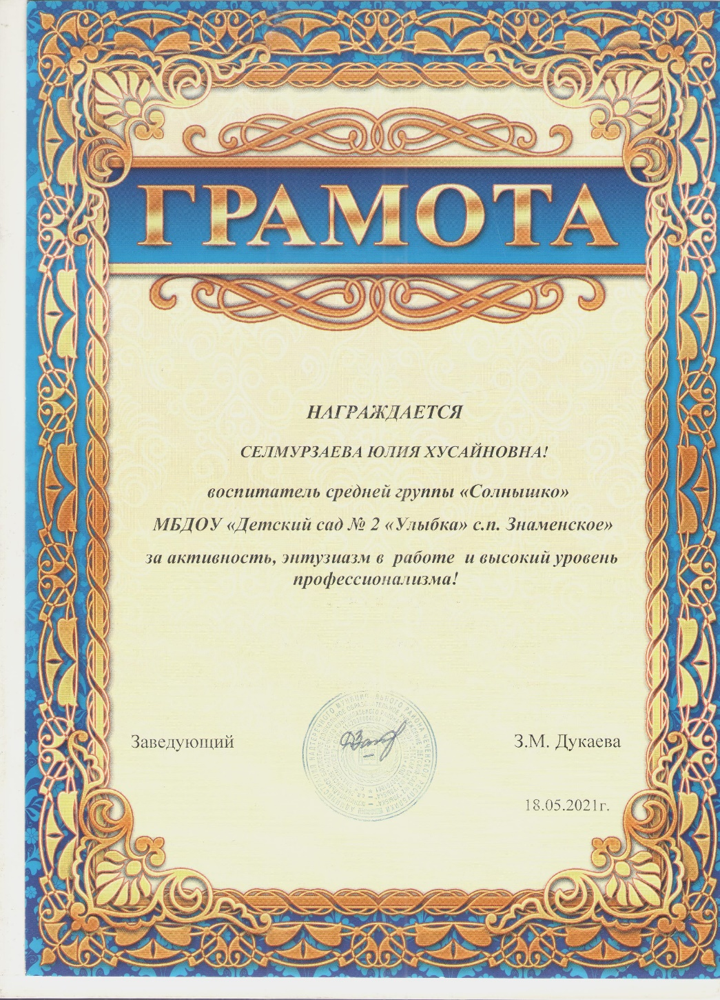 ГРАМОТА
НАГРАЖДАЕТСЯ
СЕЛМУРЗАЕВА ЮЛИЯ ХУСАЙНОВНА!
воспитатель средней группы «Солнышко»
МБДОУ «Детский сад № 2 «Улыбка» с.п. Знаменское»
за активность, энтузиазм в работе и высокий уровень
профессионализма!
Заведующий
З.М. Дукаева
18.05.2021г.